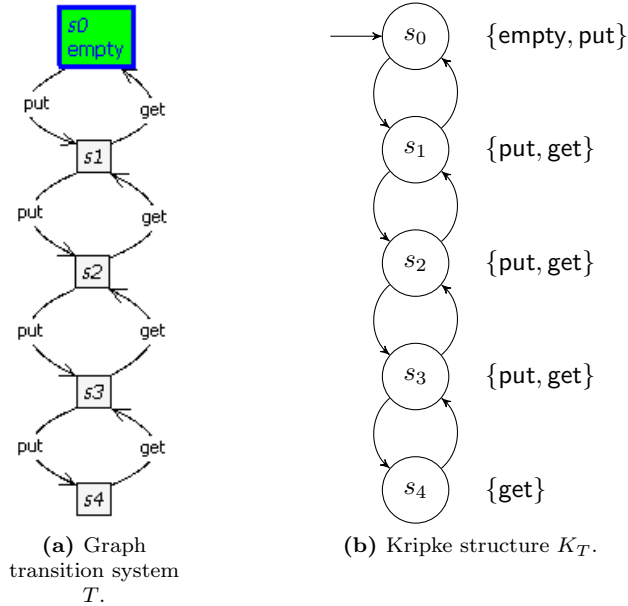 s0
empty
put
get
s1
put
get
s2
put
get
s3
put
get
s4
(a) Graph
transition system
T.
s0 {empty, put}
s1 {put, get}
s2 {put, get}
s3 {put, get}
s4 {get}
(b) Kripke structure KT.